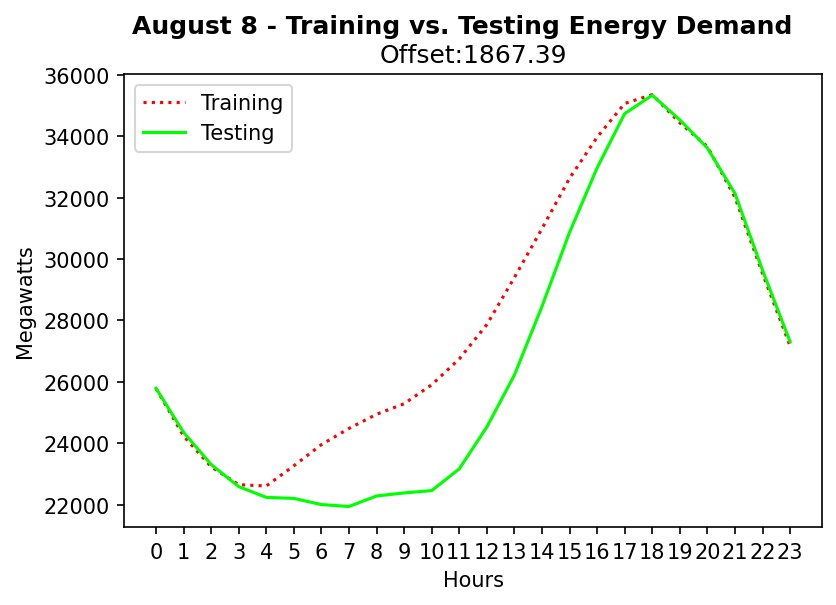 August 8 - Training vs. Testing Energy Demand
Offset:1867.39
36000
34000
32000
30000
28000
26000
24000
22000
Megawatts
Training
Testing
0 1 2 3 4 5 6 7 8 9 10 11 12 13 14 15 16 17 18 19 20 21 22 23
Hours